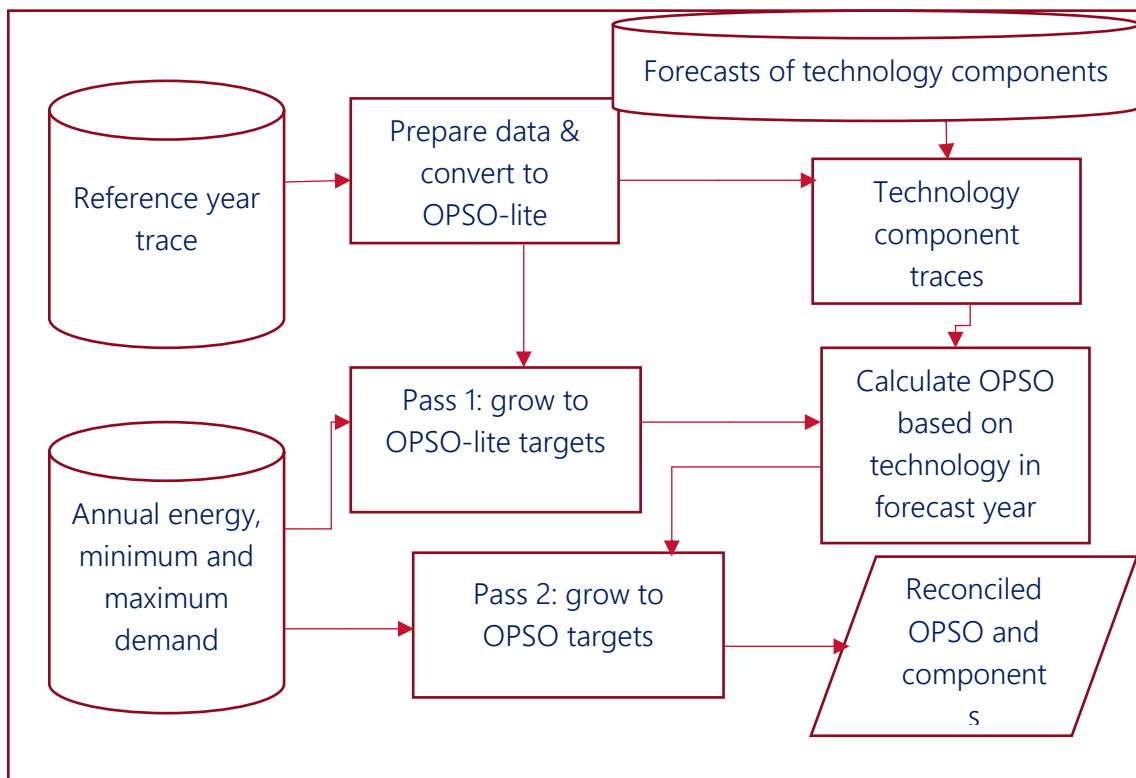 Forecasts of technology components
Reference year
trace
Prepare data &
convert to
OPSO-lite
Technology
component
traces
Annual energy,
minimum and
maximum
demand
Pass 1: grow to
OPSO-lite targets
Calculate OPSO
based on
technology in
forecast year
Pass 2: grow to
OPSO targets
Reconciled
OPSO and
component
s